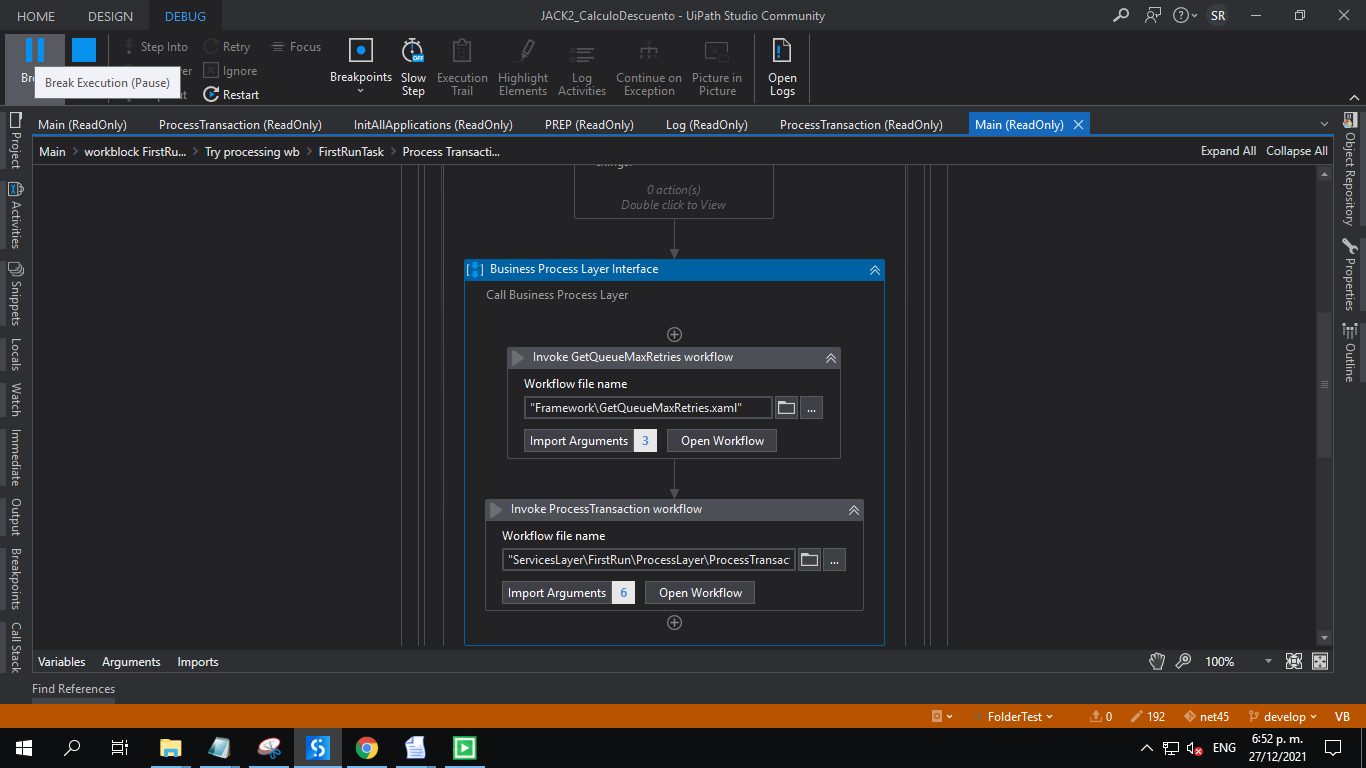 HOME DESIGN DEBUG JACK2_CalculoDescuento - UiPath Studio Community SR
Step Into Retry Focus
Ignore
Restart
Break Execution (Pause)
Breakpoints Slow Step Execution Trail Highlight Elements Log Activities Continue on Exception Picture in Picture Open Logs
Main (ReadOnly) ProcessTransaction (ReadOnly) InitAllApplications (ReadOnly) PREP (ReadOnly) Log (ReadOnly) ProcessTransaction (ReadOnly) Main (ReadOnly)
Main workblock FirstRu... Try processing wb FirstRunTask Process Transacti... Expand All Collapse All
Project
Activities
Snippets
Locals
Watch
Immediate
Output
Breakpoints
Call Stack
0 action(s)
Double click to View
Business Process Layer Interface
Call Business Process Layer
Invoke GetQueueMaxRetries workflow
Workflow file name
"Framework\GetQueueMaxRetries.xaml" ...
Import Arguments 3 Open Workflow
Invoke ProcessTransaction workflow
Workflow file name
"ServicesLayer\FirstRun\ProcessLayer\ProcessTransact ...
Import Arguments 6 Open Workflow
Object Repository
Properties
Outline
Variables Arguments Imports 100%
Find References
FolderTest 0 192 net45 develop VB
ENG 6:52 p. m.
27/12/2021